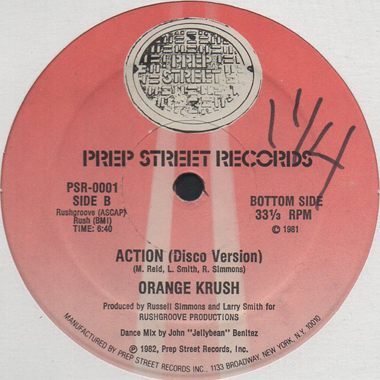 PREP
STREET
1 1/4
PREP STREET RECORDS
PSR-0001
SIDE B
Rushgroove (ASCAP)
Rush (BMI)
TIME: 6:40
BOTTOM SIDE
33⅓ RPM
© 1981
ACTION (Disco Version)
(M. Reid, L. Smith, R. Simmons)
ORANGE KRUSH
Produced by Russell Simmons and Larry Smith for
RUSHGROOVE PRODUCTIONS
Dance Mix by John "Jellybean" Benitez
℗ 1982, Prep Street Records, Inc.
MANUFACTURED BY PREP STREET RECORDS INC.. 1133 BROADWAY, NEW YORK, N.Y. 10010